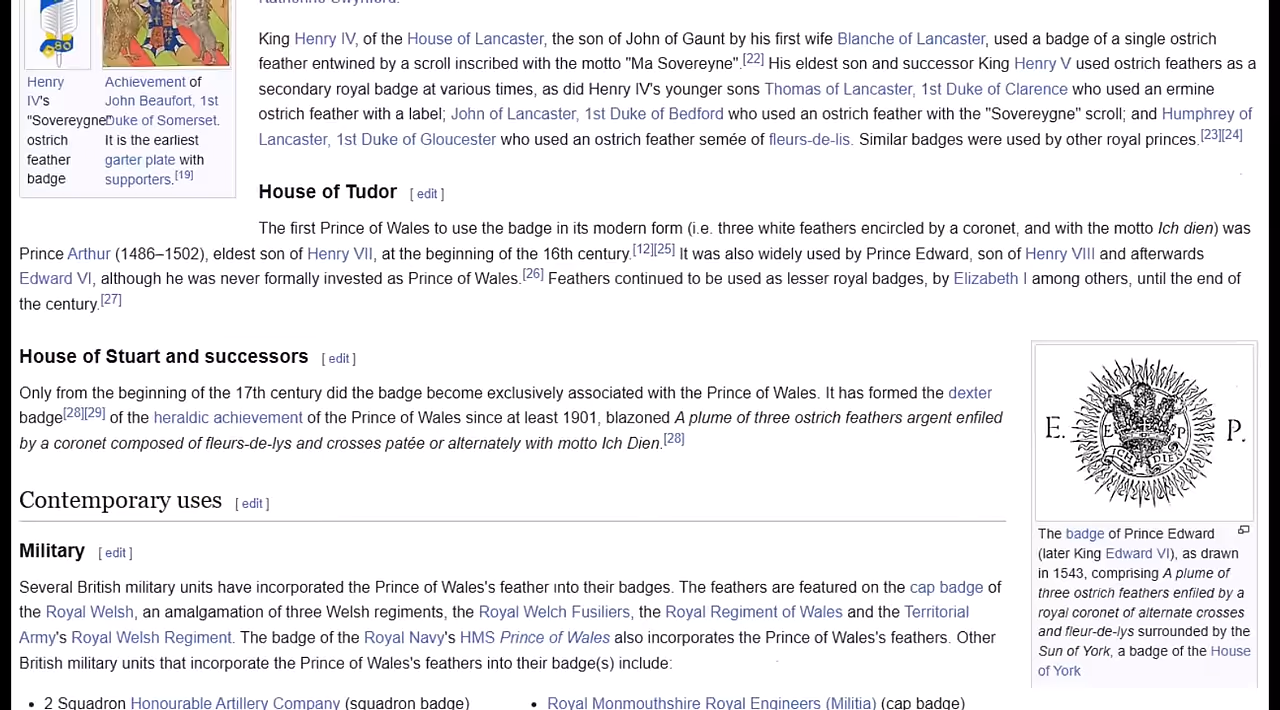 Henry
IV's
"Sovereygne"
ostrich
feather
badge
Achievement of
John Beaufort, 1st
Duke of Somerset.
It is the earliest
garter plate with
supporters.[19]
King Henry IV, of the House of Lancaster, the son of John of Gaunt by his first wife Blanche of Lancaster, used a badge of a single ostrich
feather entwined by a scroll inscribed with the motto "Ma Sovereyne".[22] His eldest son and successor King Henry V used ostrich feathers as a
secondary royal badge at various times, as did Henry IV's younger sons Thomas of Lancaster, 1st Duke of Clarence who used an ermine
ostrich feather with a label; John of Lancaster, 1st Duke of Bedford who used an ostrich feather with the "Sovereygne" scroll; and Humphrey of
Lancaster, 1st Duke of Gloucester who used an ostrich feather semée of fleurs-de-lis. Similar badges were used by other royal princes.[23][24]
House of Tudor [ edit ]
The first Prince of Wales to use the badge in its modern form (i.e. three white feathers encircled by a coronet, and with the motto Ich dien) was
Prince Arthur (1486–1502), eldest son of Henry VII, at the beginning of the 16th century.[12][25] It was also widely used by Prince Edward, son of Henry VIII and afterwards
Edward VI, although he was never formally invested as Prince of Wales.[26] Feathers continued to be used as lesser royal badges, by Elizabeth I among others, until the end of
the century.[27]
House of Stuart and successors [ edit ]
Only from the beginning of the 17th century did the badge become exclusively associated with the Prince of Wales. It has formed the dexter
badge[28][29] of the heraldic achievement of the Prince of Wales since at least 1901, blazoned A plume of three ostrich feathers argent enfiled
by a coronet composed of fleurs-de-lys and crosses patée or alternately with motto Ich Dien.[28]
E. E P P.
ICH DIEN
The badge of Prince Edward
(later King Edward VI), as drawn
in 1543, comprising A plume of
three ostrich feathers enfiled by a
royal coronet of alternate crosses
and fleur-de-lys surrounded by the
Sun of York, a badge of the House
of York
Contemporary uses [ edit ]
Military [ edit ]
Several British military units have incorporated the Prince of Wales's feather into their badges. The feathers are featured on the cap badge of
the Royal Welsh, an amalgamation of three Welsh regiments, the Royal Welch Fusiliers, the Royal Regiment of Wales and the Territorial
Army's Royal Welsh Regiment. The badge of the Royal Navy's HMS Prince of Wales also incorporates the Prince of Wales's feathers. Other
British military units that incorporate the Prince of Wales's feathers into their badge(s) include:
• 2 Squadron Honourable Artillery Company (squadron badge)
• Royal Monmouthshire Royal Engineers (Militia) (cap badge)